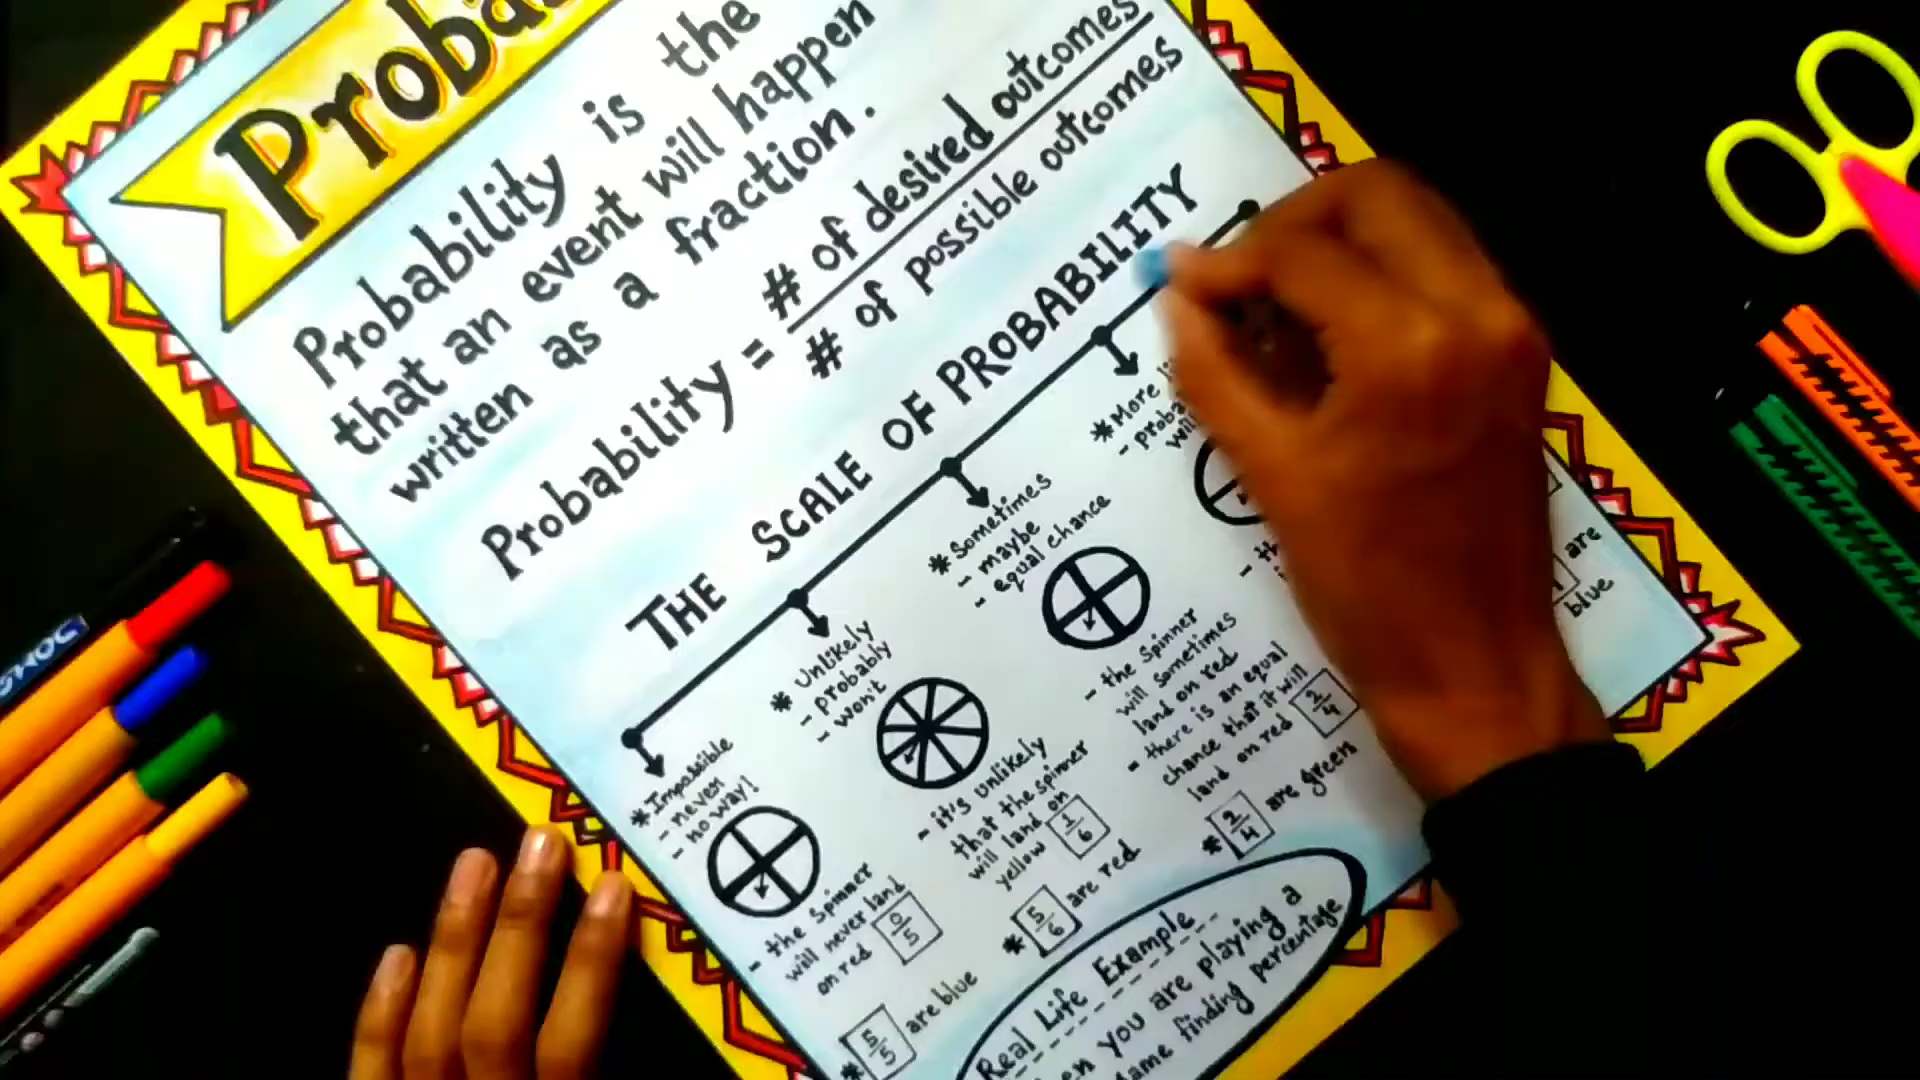 Probability is the
that an event will happen
written as a fraction.
Probability = # of desired outcomes
# of possible outcomes
THE SCALE OF PROBABILITY
* Impossible
- never
- no way!
- the Spinner
will never land
on red 0/5
* 5/5 are blue
* Unlikely
- probably
won't
- it's unlikely
that the spinner
will land on
yellow 1/6
* 5/6 are red
* Sometimes
- maybe
- equal chance
- the Spinner
will sometimes
land on red
- there is an equal
chance that it will
land on red 2/4
* 2/4 are green
* More
-
are
blue
Real Life Example
you are playing a
finding percentage